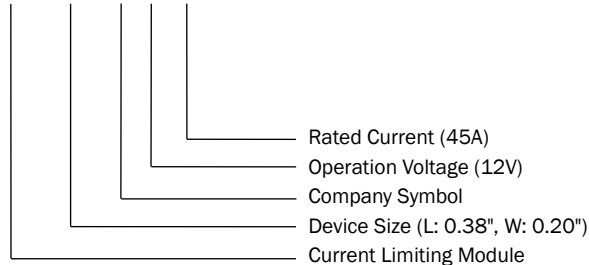 Rated Current (45A)
Operation Voltage (12V)
Company Symbol
Device Size (L: 0.38", W: 0.20")
Current Limiting Module